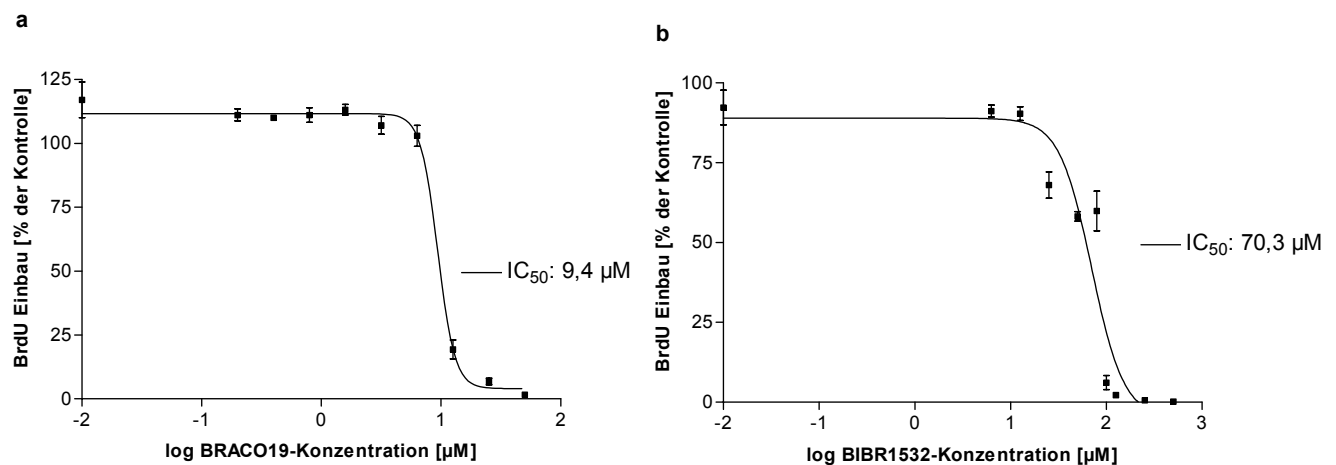 a
BrdU Einbau [% der Kontrolle]
125
100
75
50
25
0
IC50: 9,4 µM
-2 -1 0 1 2
log BRACO19-Konzentration [µM]
b
BrdU Einbau [% der Kontrolle]
100
75
50
25
0
IC50: 70,3 µM
-2 -1 0 1 2 3
log BIBR1532-Konzentration [µM]